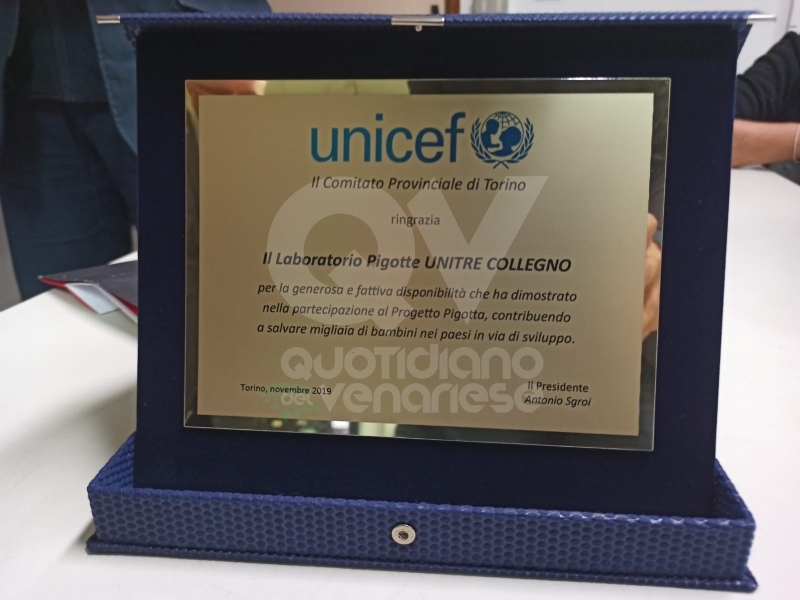 unicef
Il Comitato Provinciale di Torino
ringrazia
Il Laboratorio Pigotte UNITRE COLLEGNO
per la generosa e fattiva disponibilità che ha dimostrato
nella partecipazione al Progetto Pigotta, contribuendo
a salvare migliaia di bambini nei paesi in via di sviluppo.
Torino, novembre 2019
Il Presidente
Antonio Sgroi
QV
QUOTIDIANO
del venariese